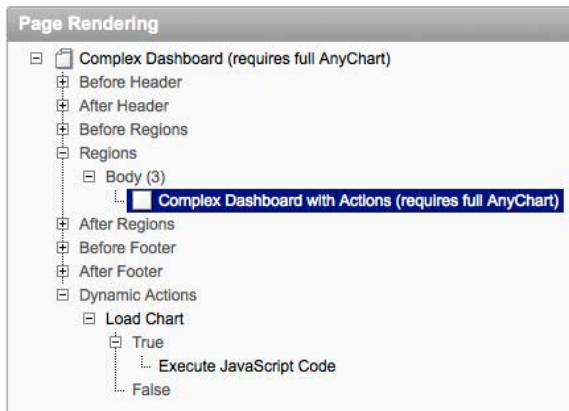 Page Rendering
Complex Dashboard (requires full AnyChart)
Before Header
After Header
Before Regions
Regions
Body (3)
Complex Dashboard with Actions (requires full AnyChart)
After Regions
Before Footer
After Footer
Dynamic Actions
Load Chart
True
Execute JavaScript Code
False